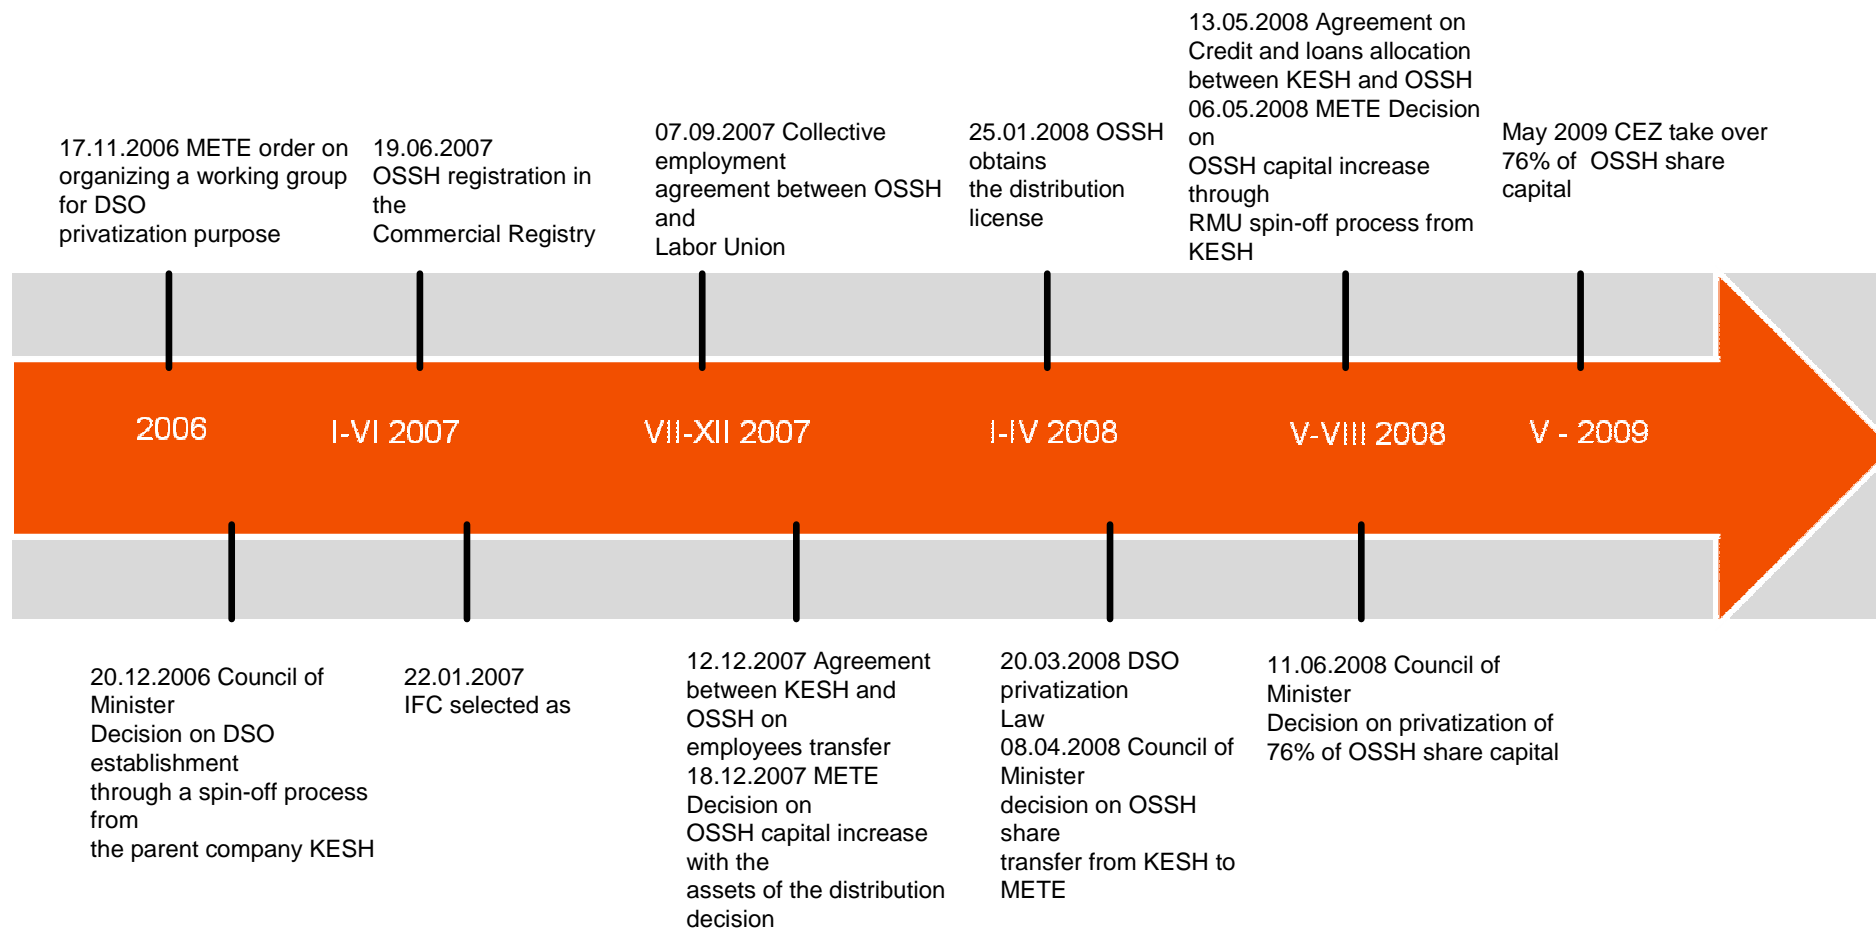 17.11.2006 METE order on
organizing a working group
for DSO
privatization purpose
19.06.2007
OSSH registration in
the
Commercial Registry
07.09.2007 Collective
employment
agreement between OSSH
and
Labor Union
25.01.2008 OSSH
obtains
the distribution
license
13.05.2008 Agreement on
Credit and loans allocation
between KESH and OSSH
06.05.2008 METE Decision
on
OSSH capital increase
through
RMU spin-off process from
KESH
May 2009 CEZ take over
76% of OSSH share
capital
2006
I-VI 2007
VII-XII 2007
I-IV 2008
V-VIII 2008
V - 2009
20.12.2006 Council of
Minister
Decision on DSO
establishment
through a spin-off process
from
the parent company KESH
22.01.2007
IFC selected as
12.12.2007 Agreement
between KESH and
OSSH on
employees transfer
18.12.2007 METE
Decision on
OSSH capital increase
with the
assets of the distribution
decision
20.03.2008 DSO
privatization
Law
08.04.2008 Council of
Minister
decision on OSSH
share
transfer from KESH to
METE
11.06.2008 Council of
Minister
Decision on privatization of
76% of OSSH share capital